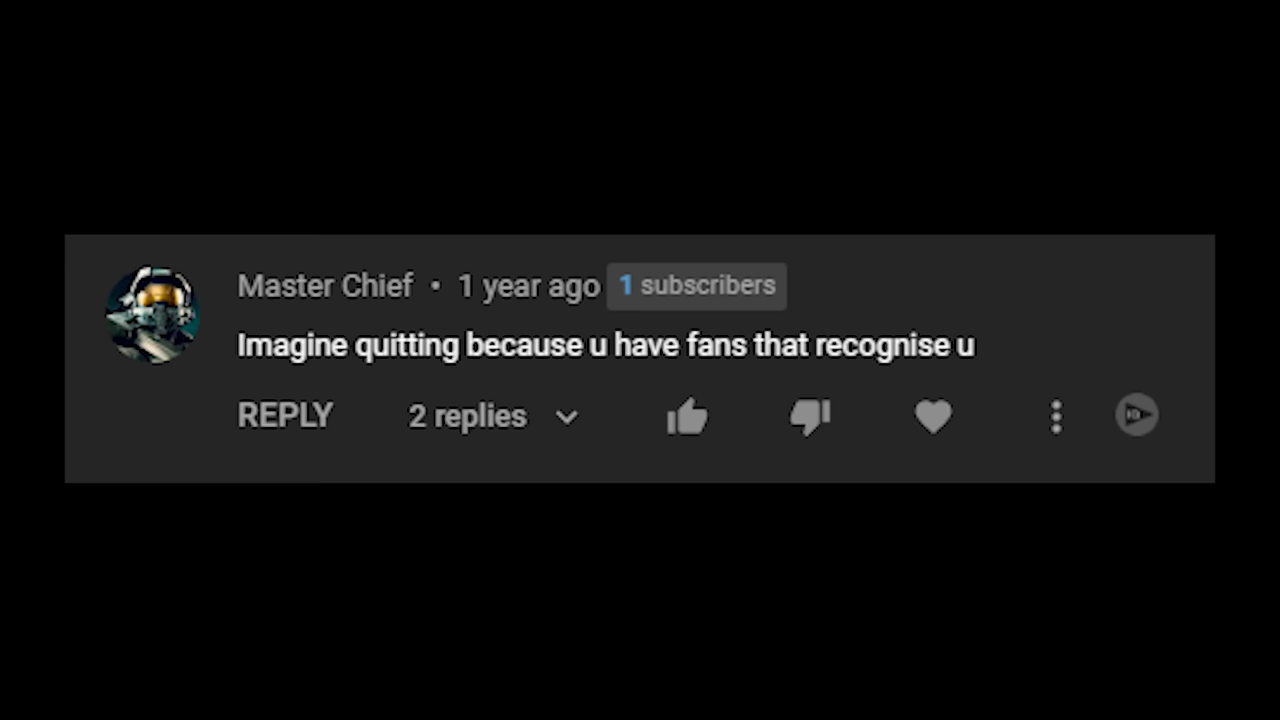 Master Chief • 1 year ago 1 subscribers
Imagine quitting because u have fans that recognise u
REPLY 2 replies